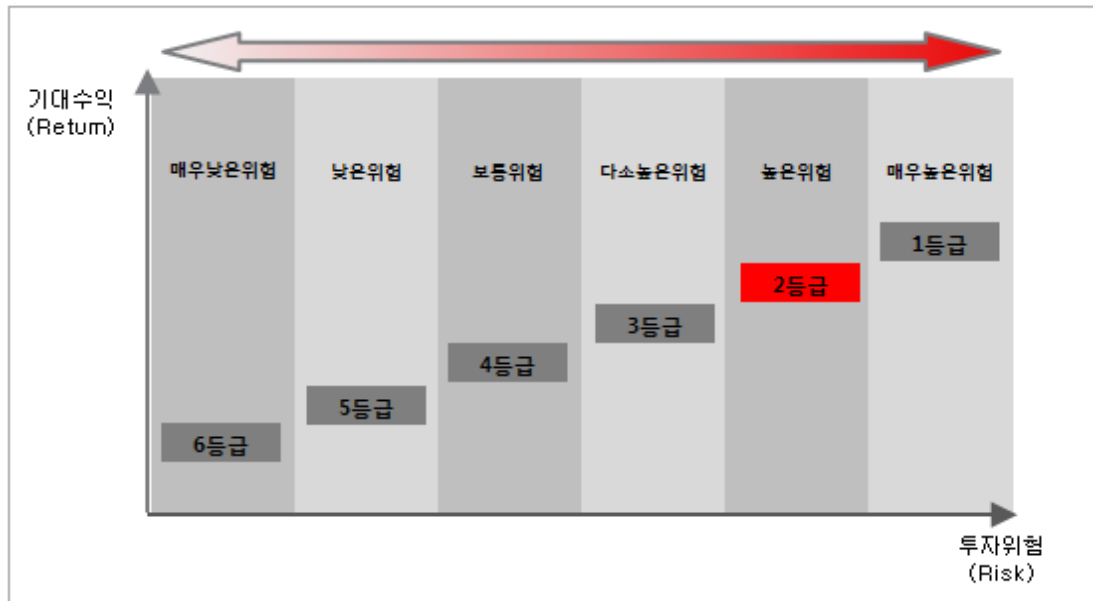 기대수익
(Return)
매우낮은위험 낮은위험 보통위험 다소높은위험 높은위험 매우높은위험
1등급
2등급
3등급
4등급
5등급
6등급
투자위험
(Risk)